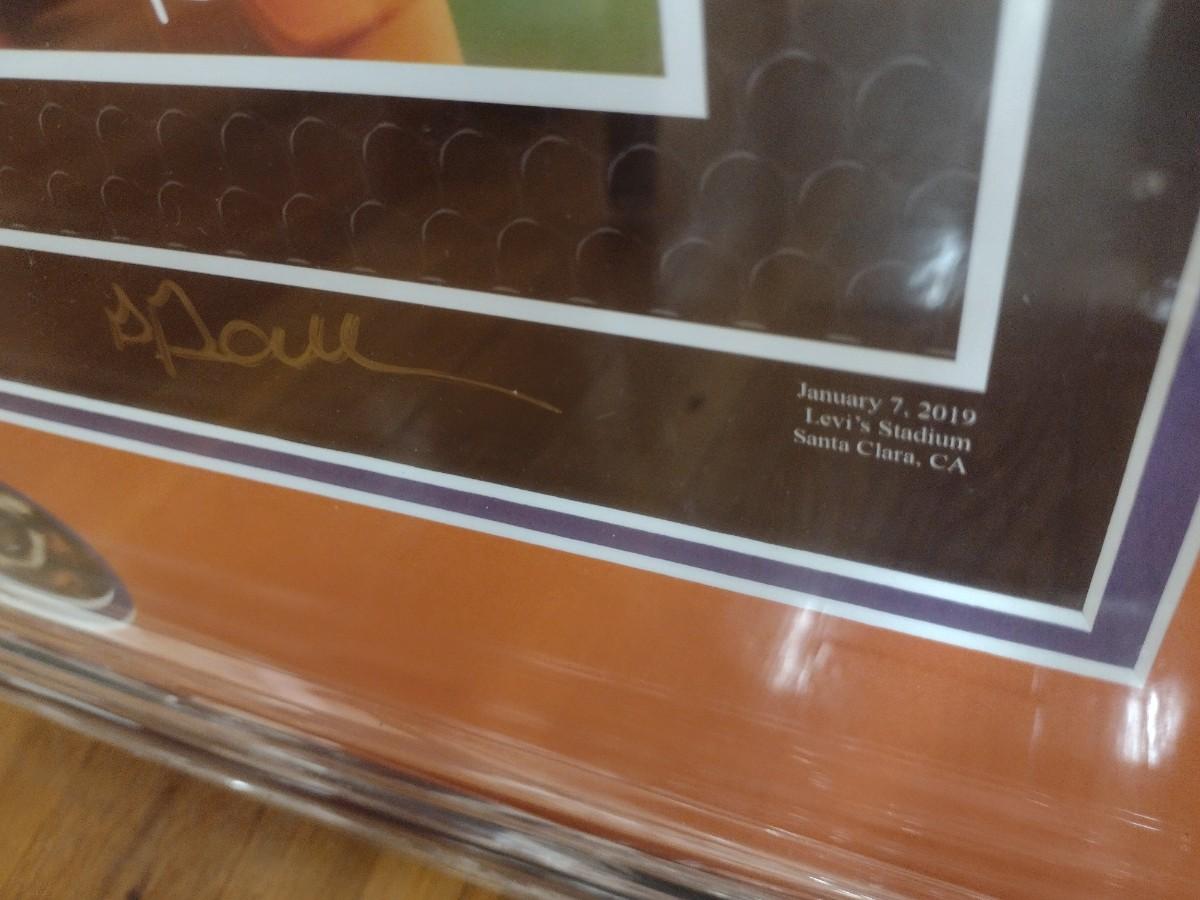 January 7, 2019
Levi's Stadium
Santa Clara, CA